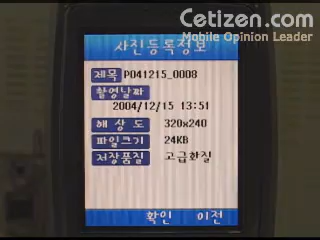 Cetizen.com
Mobile Opinion Leader
사진등록정보
제목 P041215_0008
촬영날짜
2004/12/15 13:51
해상도 320x240
파일크기 24KB
저장품질 고급화질
확인 이전